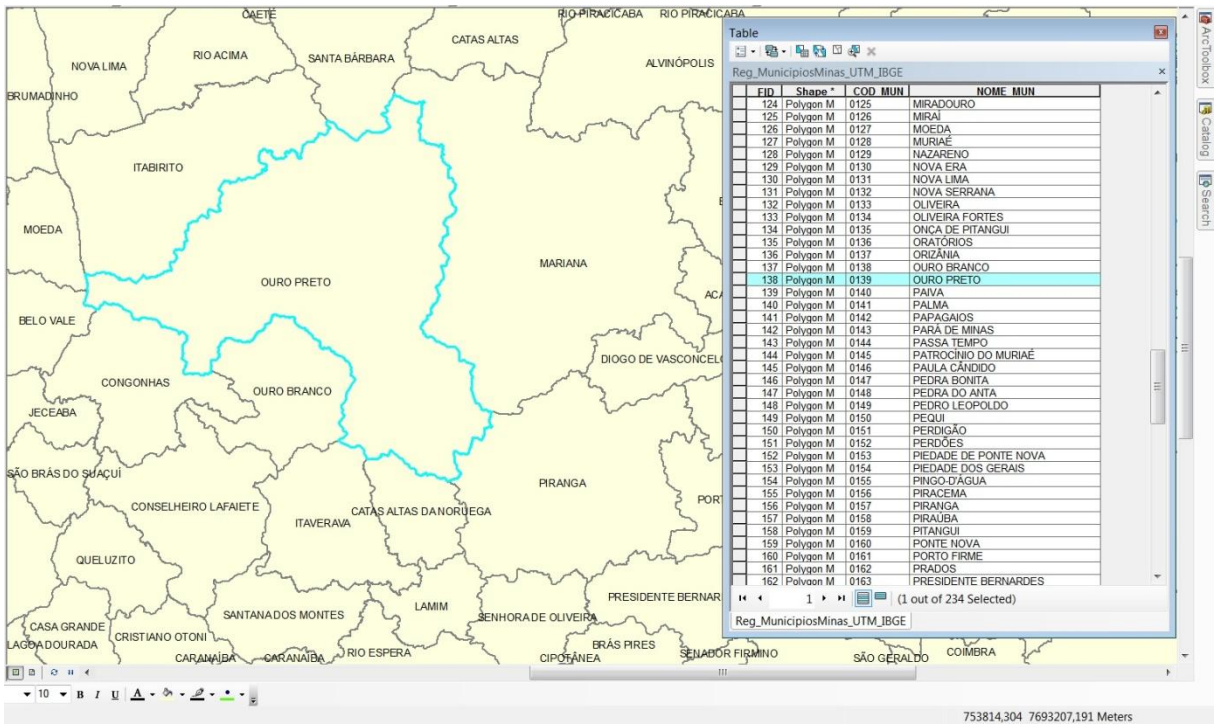 CAETÉ
RIO PIRACICABA
RIO PIRACICABA
CATAS ALTAS
RIO ACIMA
SANTA BÁRBARA
NOVA LIMA
ALVINÓPOLIS
BRUMADINHO
ITABIRITO
MOEDA
MARIANA
OURO PRETO
BELO VALE
DIOGO DE VASCONCELO
CONGONHAS
OURO BRANCO
JECEABA
SÃO BRÁS DO SUAÇUÍ
PIRANGA
CONSELHEIRO LAFAIETE
CATAS ALTAS DA NORUEGA
ITAVERAVA
POR
QUELUZITO
PRESIDENTE BERNAR
LAMIM
SANTANA DOS MONTES
SENHORA DE OLIVEIRA
CASA GRANDE
CRISTIANO OTONI
LAGOA DOURADA
BRÁS PIRES
RIO ESPERA
CARANAÍBA
CARANAÍBA
CIPOTÂNEA
SENADOR FIRMINO
SÃO GERALDO
COIMBRA
Table
Reg_MunicipiosMinas_UTM_IBGE
FID Shape * COD_MUN NOME_MUN
124 Polygon M 0125 MIRADOURO
125 Polygon M 0126 MIRAÍ
126 Polygon M 0127 MOEDA
127 Polygon M 0128 MURIAÉ
128 Polygon M 0129 NAZARENO
129 Polygon M 0130 NOVA ERA
130 Polygon M 0131 NOVA LIMA
131 Polygon M 0132 NOVA SERRANA
132 Polygon M 0133 OLIVEIRA
133 Polygon M 0134 OLIVEIRA FORTES
134 Polygon M 0135 ONÇA DE PITANGUI
135 Polygon M 0136 ORATÓRIOS
136 Polygon M 0137 ORIZÂNIA
137 Polygon M 0138 OURO BRANCO
138 Polygon M 0139 OURO PRETO
139 Polygon M 0140 PAIVA
140 Polygon M 0141 PALMA
141 Polygon M 0142 PAPAGAIOS
142 Polygon M 0143 PARÁ DE MINAS
143 Polygon M 0144 PASSA TEMPO
144 Polygon M 0145 PATROCÍNIO DO MURIAÉ
145 Polygon M 0146 PAULA CÂNDIDO
146 Polygon M 0147 PEDRA BONITA
147 Polygon M 0148 PEDRA DO ANTA
148 Polygon M 0149 PEDRO LEOPOLDO
149 Polygon M 0150 PEQUI
150 Polygon M 0151 PERDIGÃO
151 Polygon M 0152 PERDÕES
152 Polygon M 0153 PIEDADE DE PONTE NOVA
153 Polygon M 0154 PIEDADE DOS GERAIS
154 Polygon M 0155 PINGO-D'ÁGUA
155 Polygon M 0156 PIRACEMA
156 Polygon M 0157 PIRANGA
157 Polygon M 0158 PIRAÚBA
158 Polygon M 0159 PITANGUI
159 Polygon M 0160 PONTE NOVA
160 Polygon M 0161 PORTO FIRME
161 Polygon M 0162 PRADOS
162 Polygon M 0163 PRESIDENTE BERNARDES
1 (1 out of 234 Selected)
Reg_MunicipiosMinas_UTM_IBGE
ArcToolbox
Catalog
Search
10 B I U A
753814,304 7693207,191 Meters